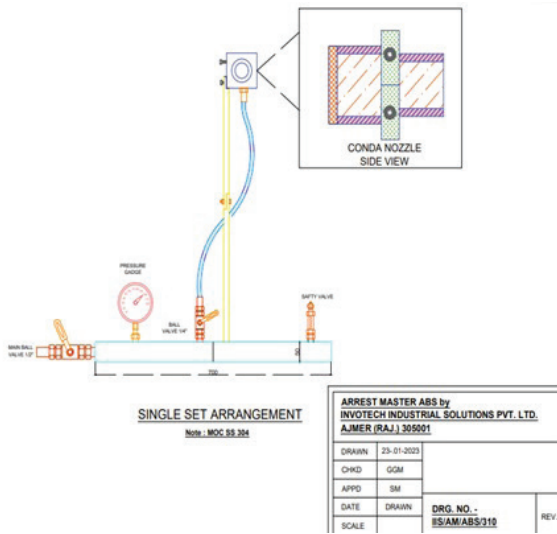 CONDA NOZZLE
SIDE VIEW
PRESSURE
GADGE
SAFTY VALVE
BALL
VALVE 1/4"
MAIN BALL
VALVE 1/2"
50
700
SINGLE SET ARRANGEMENT
Note : MOC SS 304
ARREST MASTER ABS by
INVOTECH INDUSTRIAL SOLUTIONS PVT. LTD.
AJMER (RAJ.) 305001
DRAWN 23-.01-2023
CHKD GGM
APPD SM
DATE DRAWN
SCALE
DRG. NO. -
IIS/AM/ABS/310
REV.